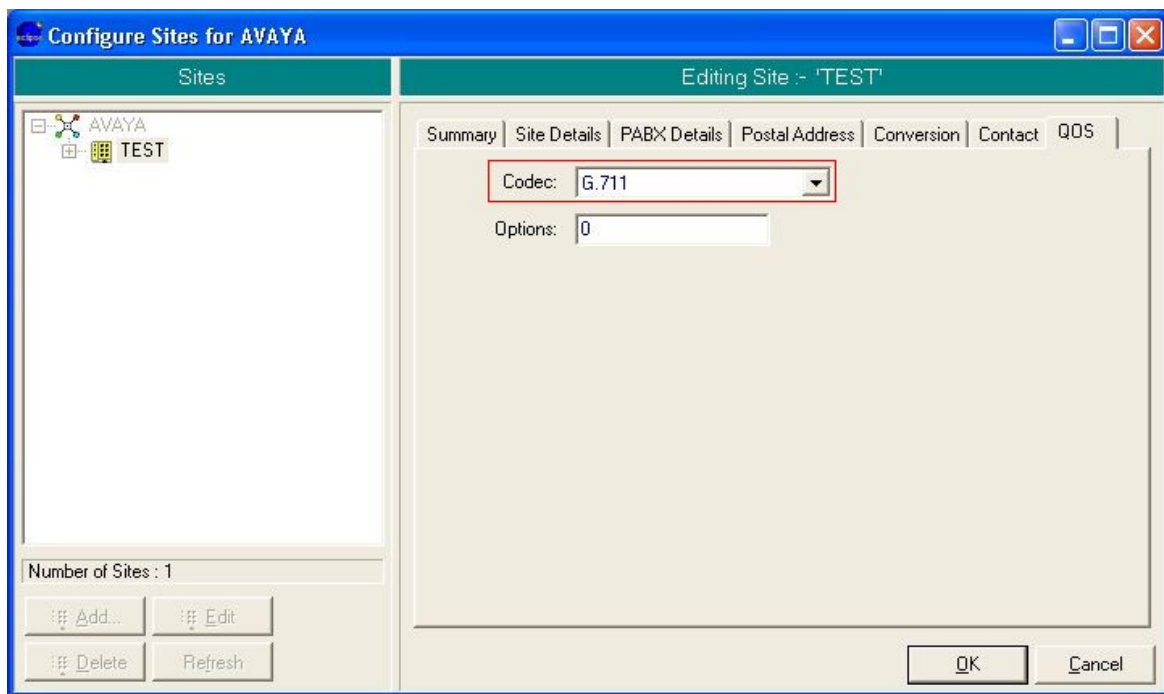 Configure Sites for AVAYA
Sites
Editing Site :- 'TEST'
AVAYA
TEST
Summary Site Details PABX Details Postal Address Conversion Contact QOS
Codec: G.711
Options: 0
Number of Sites : 1
Add... Edit
Delete Refresh
OK Cancel